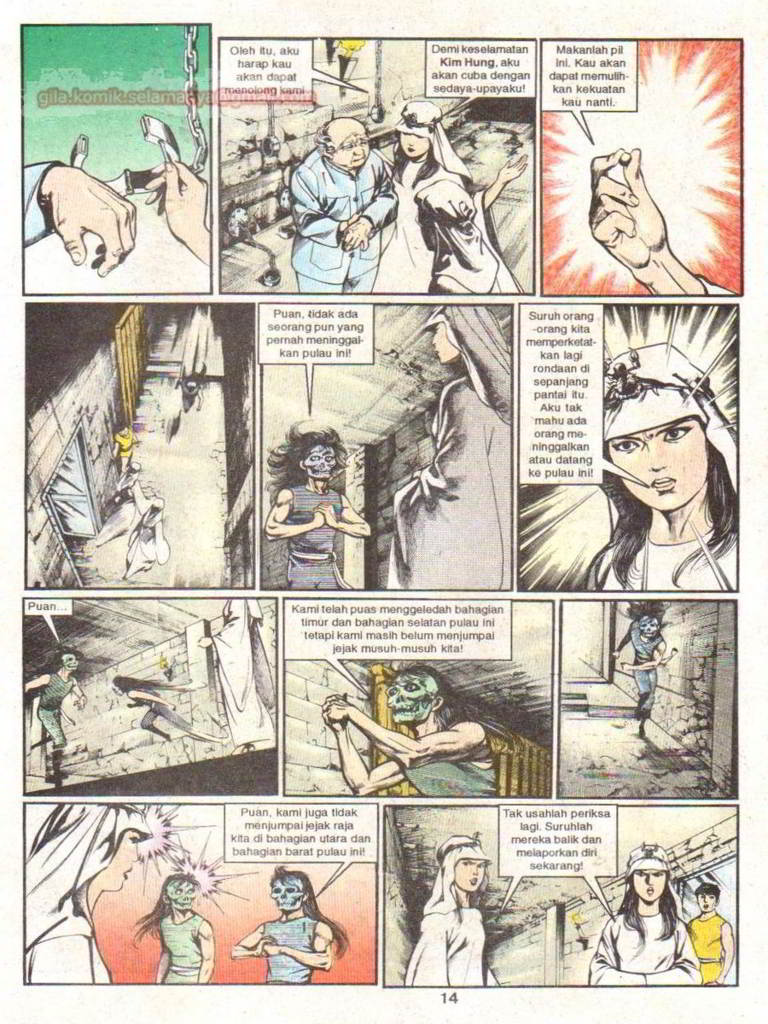 gila.komik.selamanya@gmail.com
Oleh itu, aku
harap kau
akan dapat
menolong kami
Demi keselamatan
Kim Hung, aku
akan cuba dengan
sedaya-upayaku!
Makanlah pil
ini. Kau akan
dapat memulih-
kan kekuatan
kau nanti.
Puan, tidak ada
seorang pun yang
pernah meninggal-
kan pulau ini!
Suruh orang
-orang kita
memperketat-
kan lagi
rondaan di
sepanjang
pantai itu.
Aku tak
mahu ada
orang me-
ninggalkan
atau datang
ke pulau ini!
Puan...
Kami telah puas menggeledah bahagian
timur dan bahagian selatan pulau ini
tetapi kami masih belum menjumpai
jejak musuh-musuh kita!
Puan, kami juga tidak
menjumpai jejak raja
kita di bahagian utara dan
bahagian barat pulau ini!
Tak usahlah periksa
lagi. Suruhlah
mereka balik dan
melaporkan diri
sekarang!
14